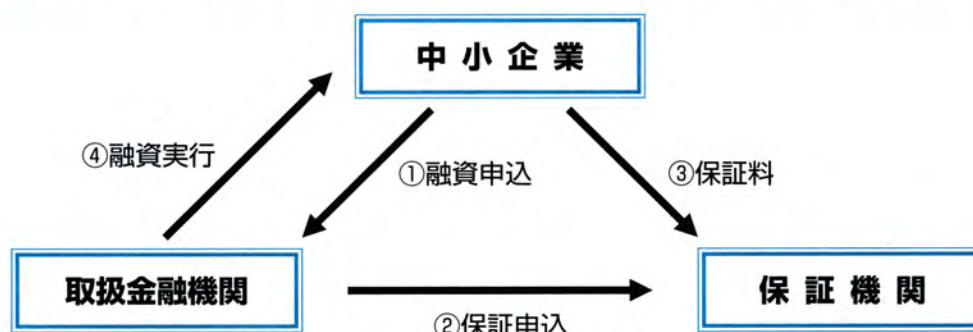 中小企業
④融資実行
①融資申込
③保証料
取扱金融機関
保証機関
②保証申込